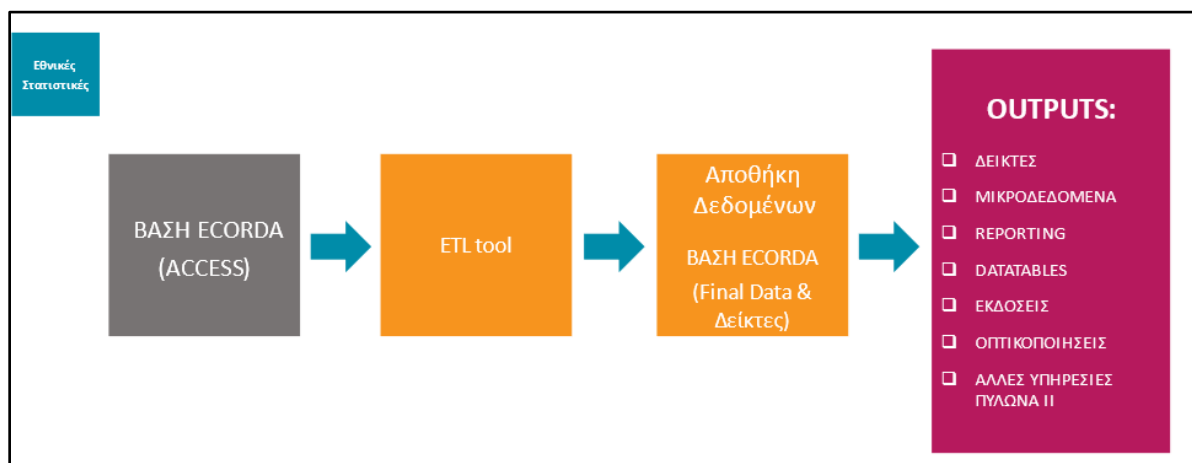 Εθνικές
Στατιστικές
ΒΑΣΗ ECORDA
(ACCESS)
ETL tool
Αποθήκη
Δεδομένων
ΒΑΣΗ ECORDA
(Final Data &
Δείκτες)
OUTPUTS:
ΔΕΙΚΤΕΣ
ΜΙΚΡΟΔΕΔΟΜΕΝΑ
REPORTING
DATATABLES
ΕΚΔΟΣΕΙΣ
ΟΠΤΙΚΟΠΟΙΗΣΕΙΣ
ΑΛΛΕΣ ΥΠΗΡΕΣΙΕΣ
ΠΥΛΩΝΑ ΙΙ